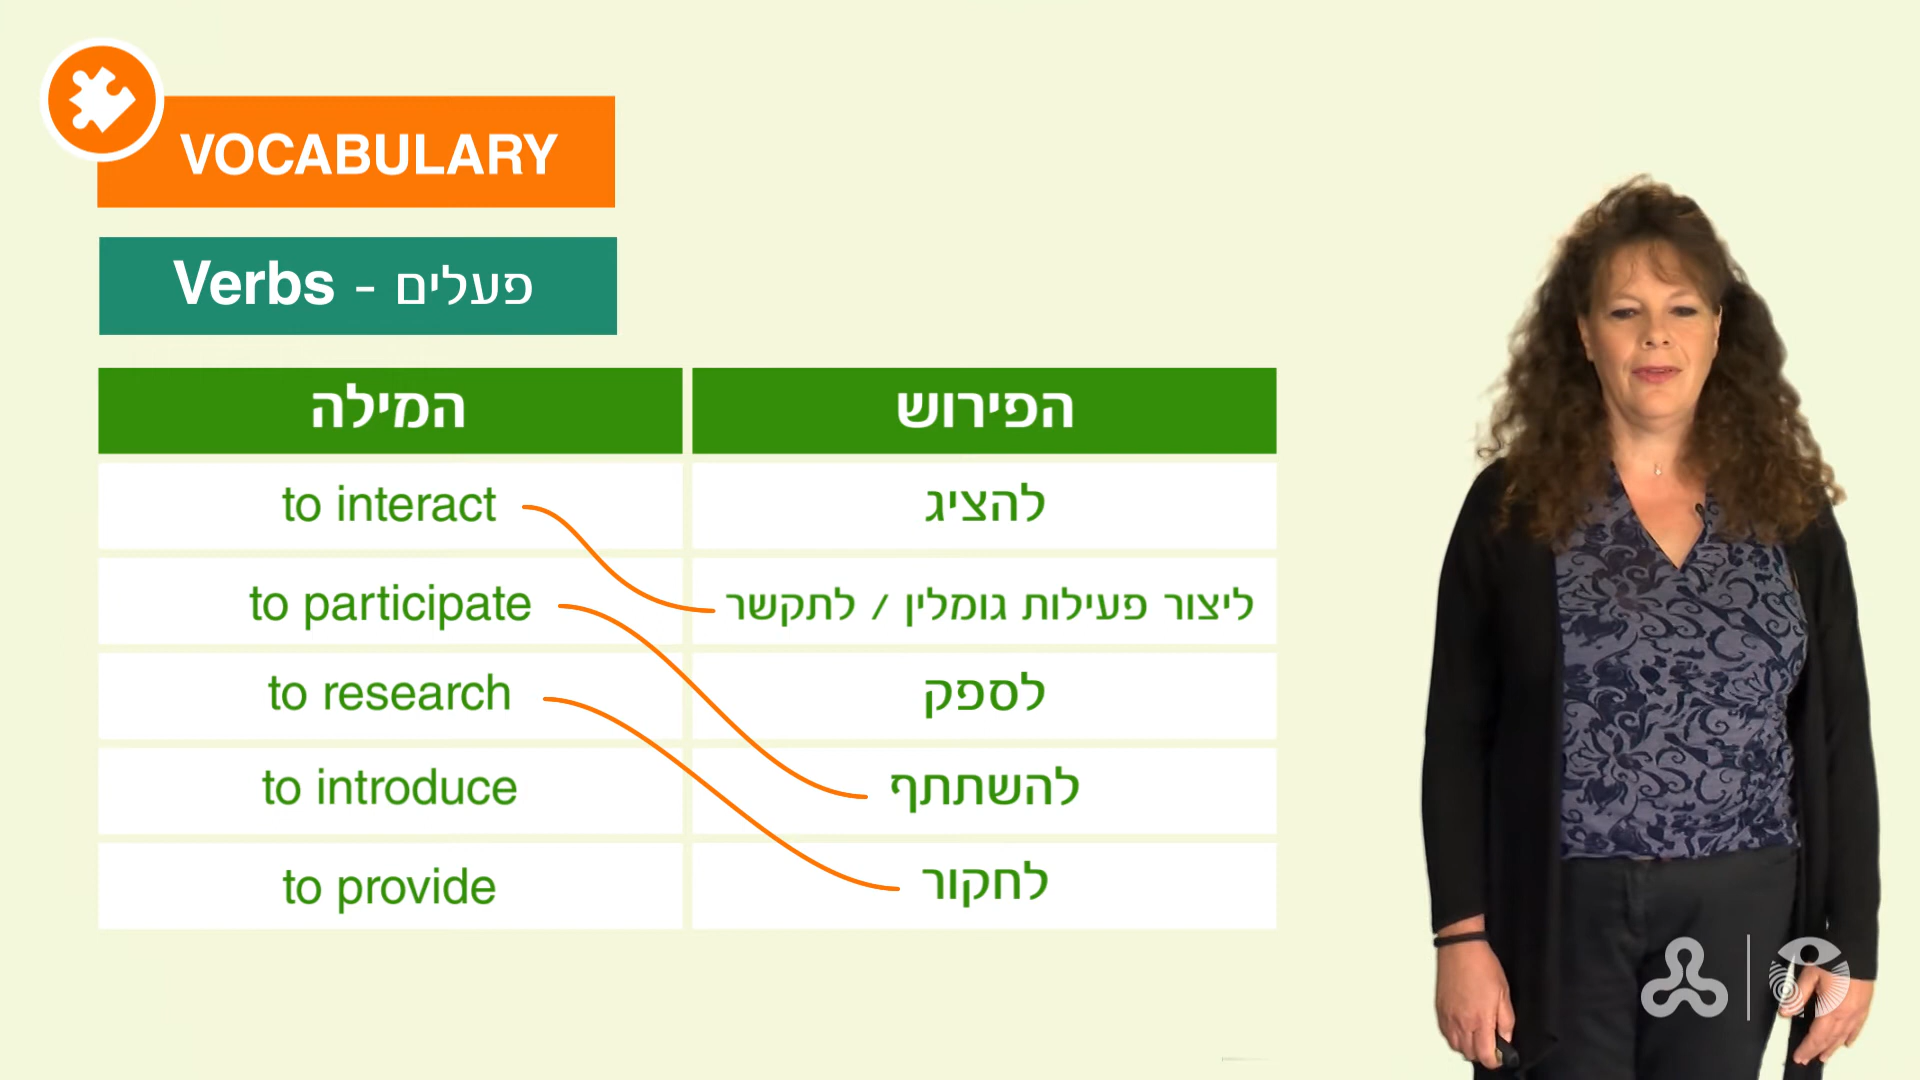 VOCABULARY
Verbs - פעלים
המילה הפירוש
to interact להציג
to participate ליצור פעילות גומלין / לתקשר
to research לספק
to introduce להשתתף
to provide לחקור